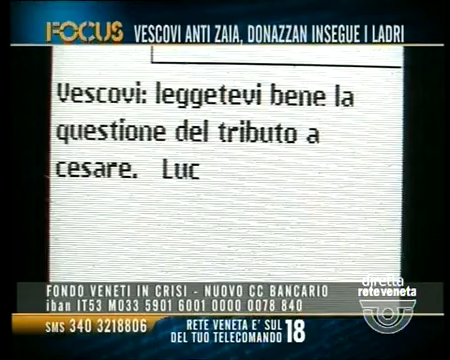 FOCUS VESCOVI ANTI ZAIA, DONAZZAN INSEGUE I LADRI
Vescovi: leggetevi bene la
questione del tributo a
cesare. Luc
diretta
reteveneta
FONDO VENETI IN CRISI - NUOVO CC BANCARIO
iban IT53 M033 5901 6001 0000 0078 840
SMS 340 3218806
RETE VENETA E' SUL
DEL TUO TELECOMANDO 18